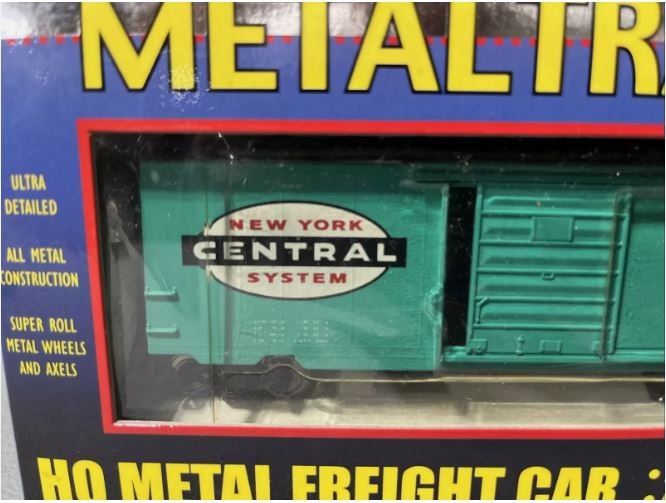 METALTR
ULTRA
DETAILED
ALL METAL
CONSTRUCTION
SUPER ROLL
METAL WHEELS
AND AXELS
NEW YORK
CENTRAL
SYSTEM
HO METAL FREIGHT CAR